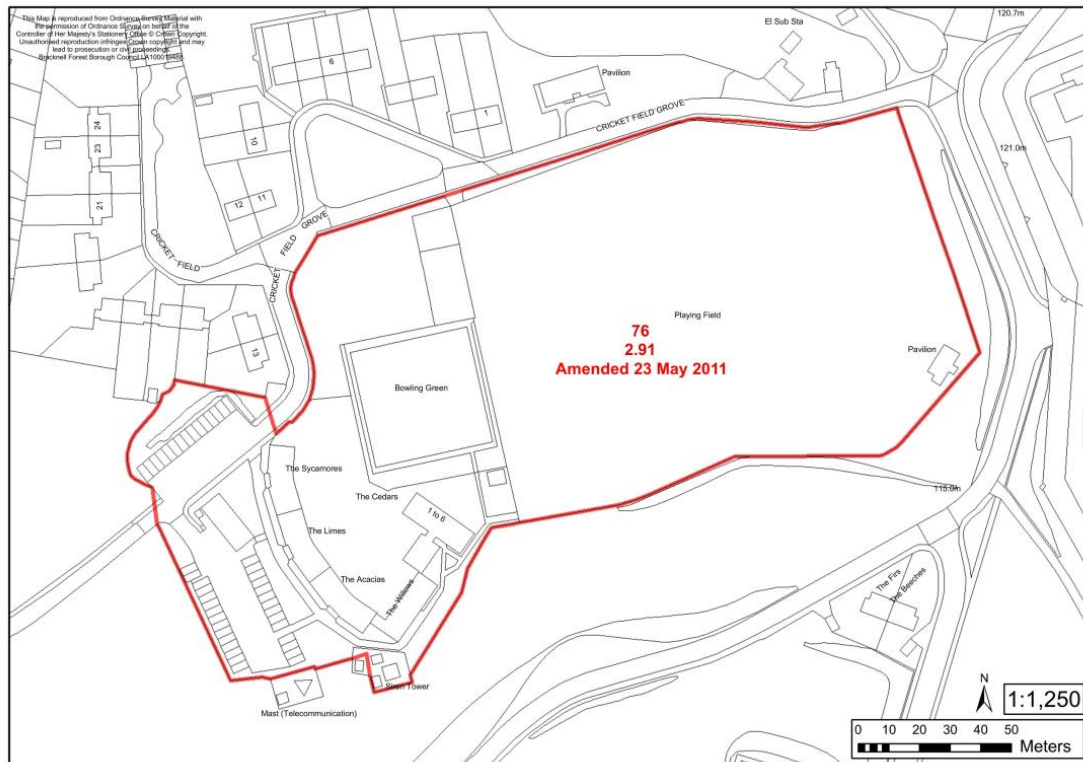 This Map is reproduced from Ordnance Survey Material with
the permission of Ordnance Survey on behalf of the
Controller of Her Majesty's Stationery Office © Crown Copyright.
Unauthorised reproduction infringes Crown copyright and may
lead to prosecution or civil proceedings.
Bracknell Forest Borough Council
120.7m
El Sub Sta
6
Pavilion
1
CRICKET FIELD GROVE
24
23
10
121.0m
21
12
11
CRICKET FIELD
CRICKET FIELD GROVE
Playing Field
76
2.91
Amended 23 May 2011
13
Pavilion
Bowling Green
The Sycamores
115.0m
The Cedars
1 to 6
The Limes
The Acacias
The Willows
The Firs
The Beeches
Siren Tower
Mast (Telecommunication)
N
1:1,250
0 10 20 30 40 50
Meters